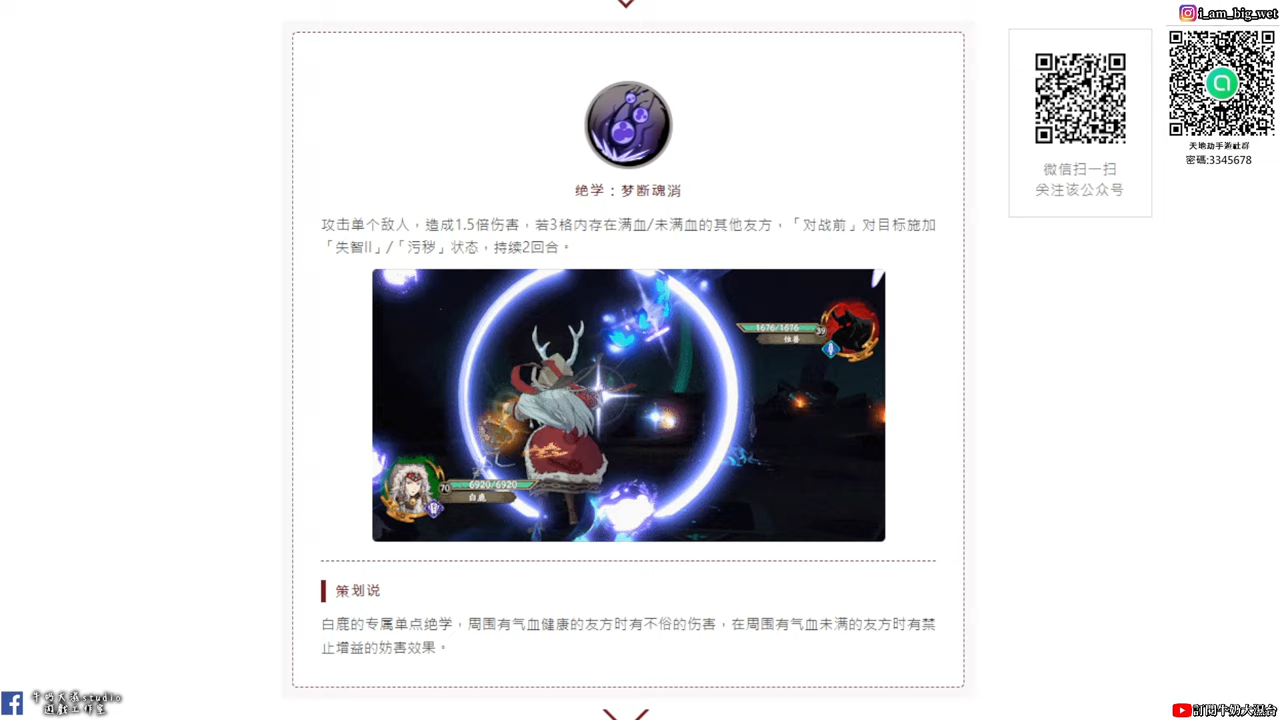 i_am_big_wet
天地劫手游社群
密碼:3345678
微信扫一扫
关注该公众号
绝学：梦断魂消
攻击单个敌人，造成1.5倍伤害，若3格内存在满血/未满血的其他友方，「对战前」对目标施加
「失智II」/「污秽」状态，持续2回合。
1676/1676
39
70
6920/6920
白鹿
策划说
白鹿的专属单点绝学，周围有气血健康的友方时有不俗的伤害，在周围有气血未满的友方时有禁
止增益的妨害效果。
牛奶大濕studio
遊戲工作室
訂閱牛奶大濕台